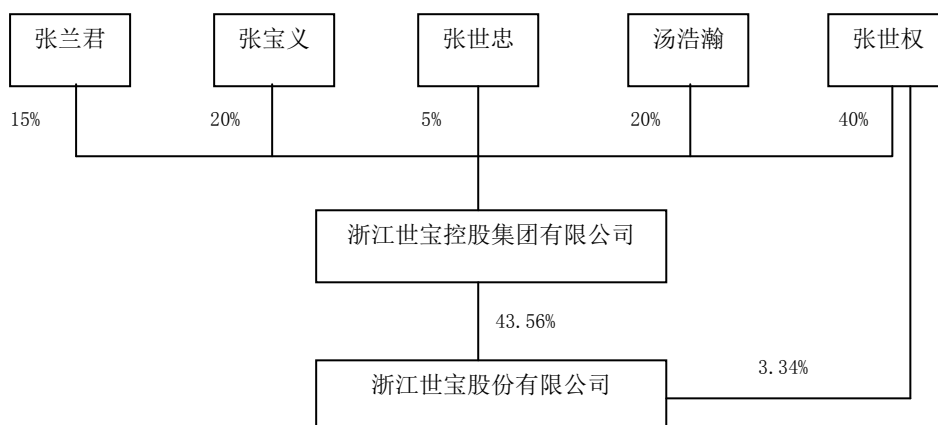 张兰君
张宝义
张世忠
汤浩瀚
张世权
15%
20%
5%
20%
40%
浙江世宝控股集团有限公司
43.56%
浙江世宝股份有限公司
3.34%